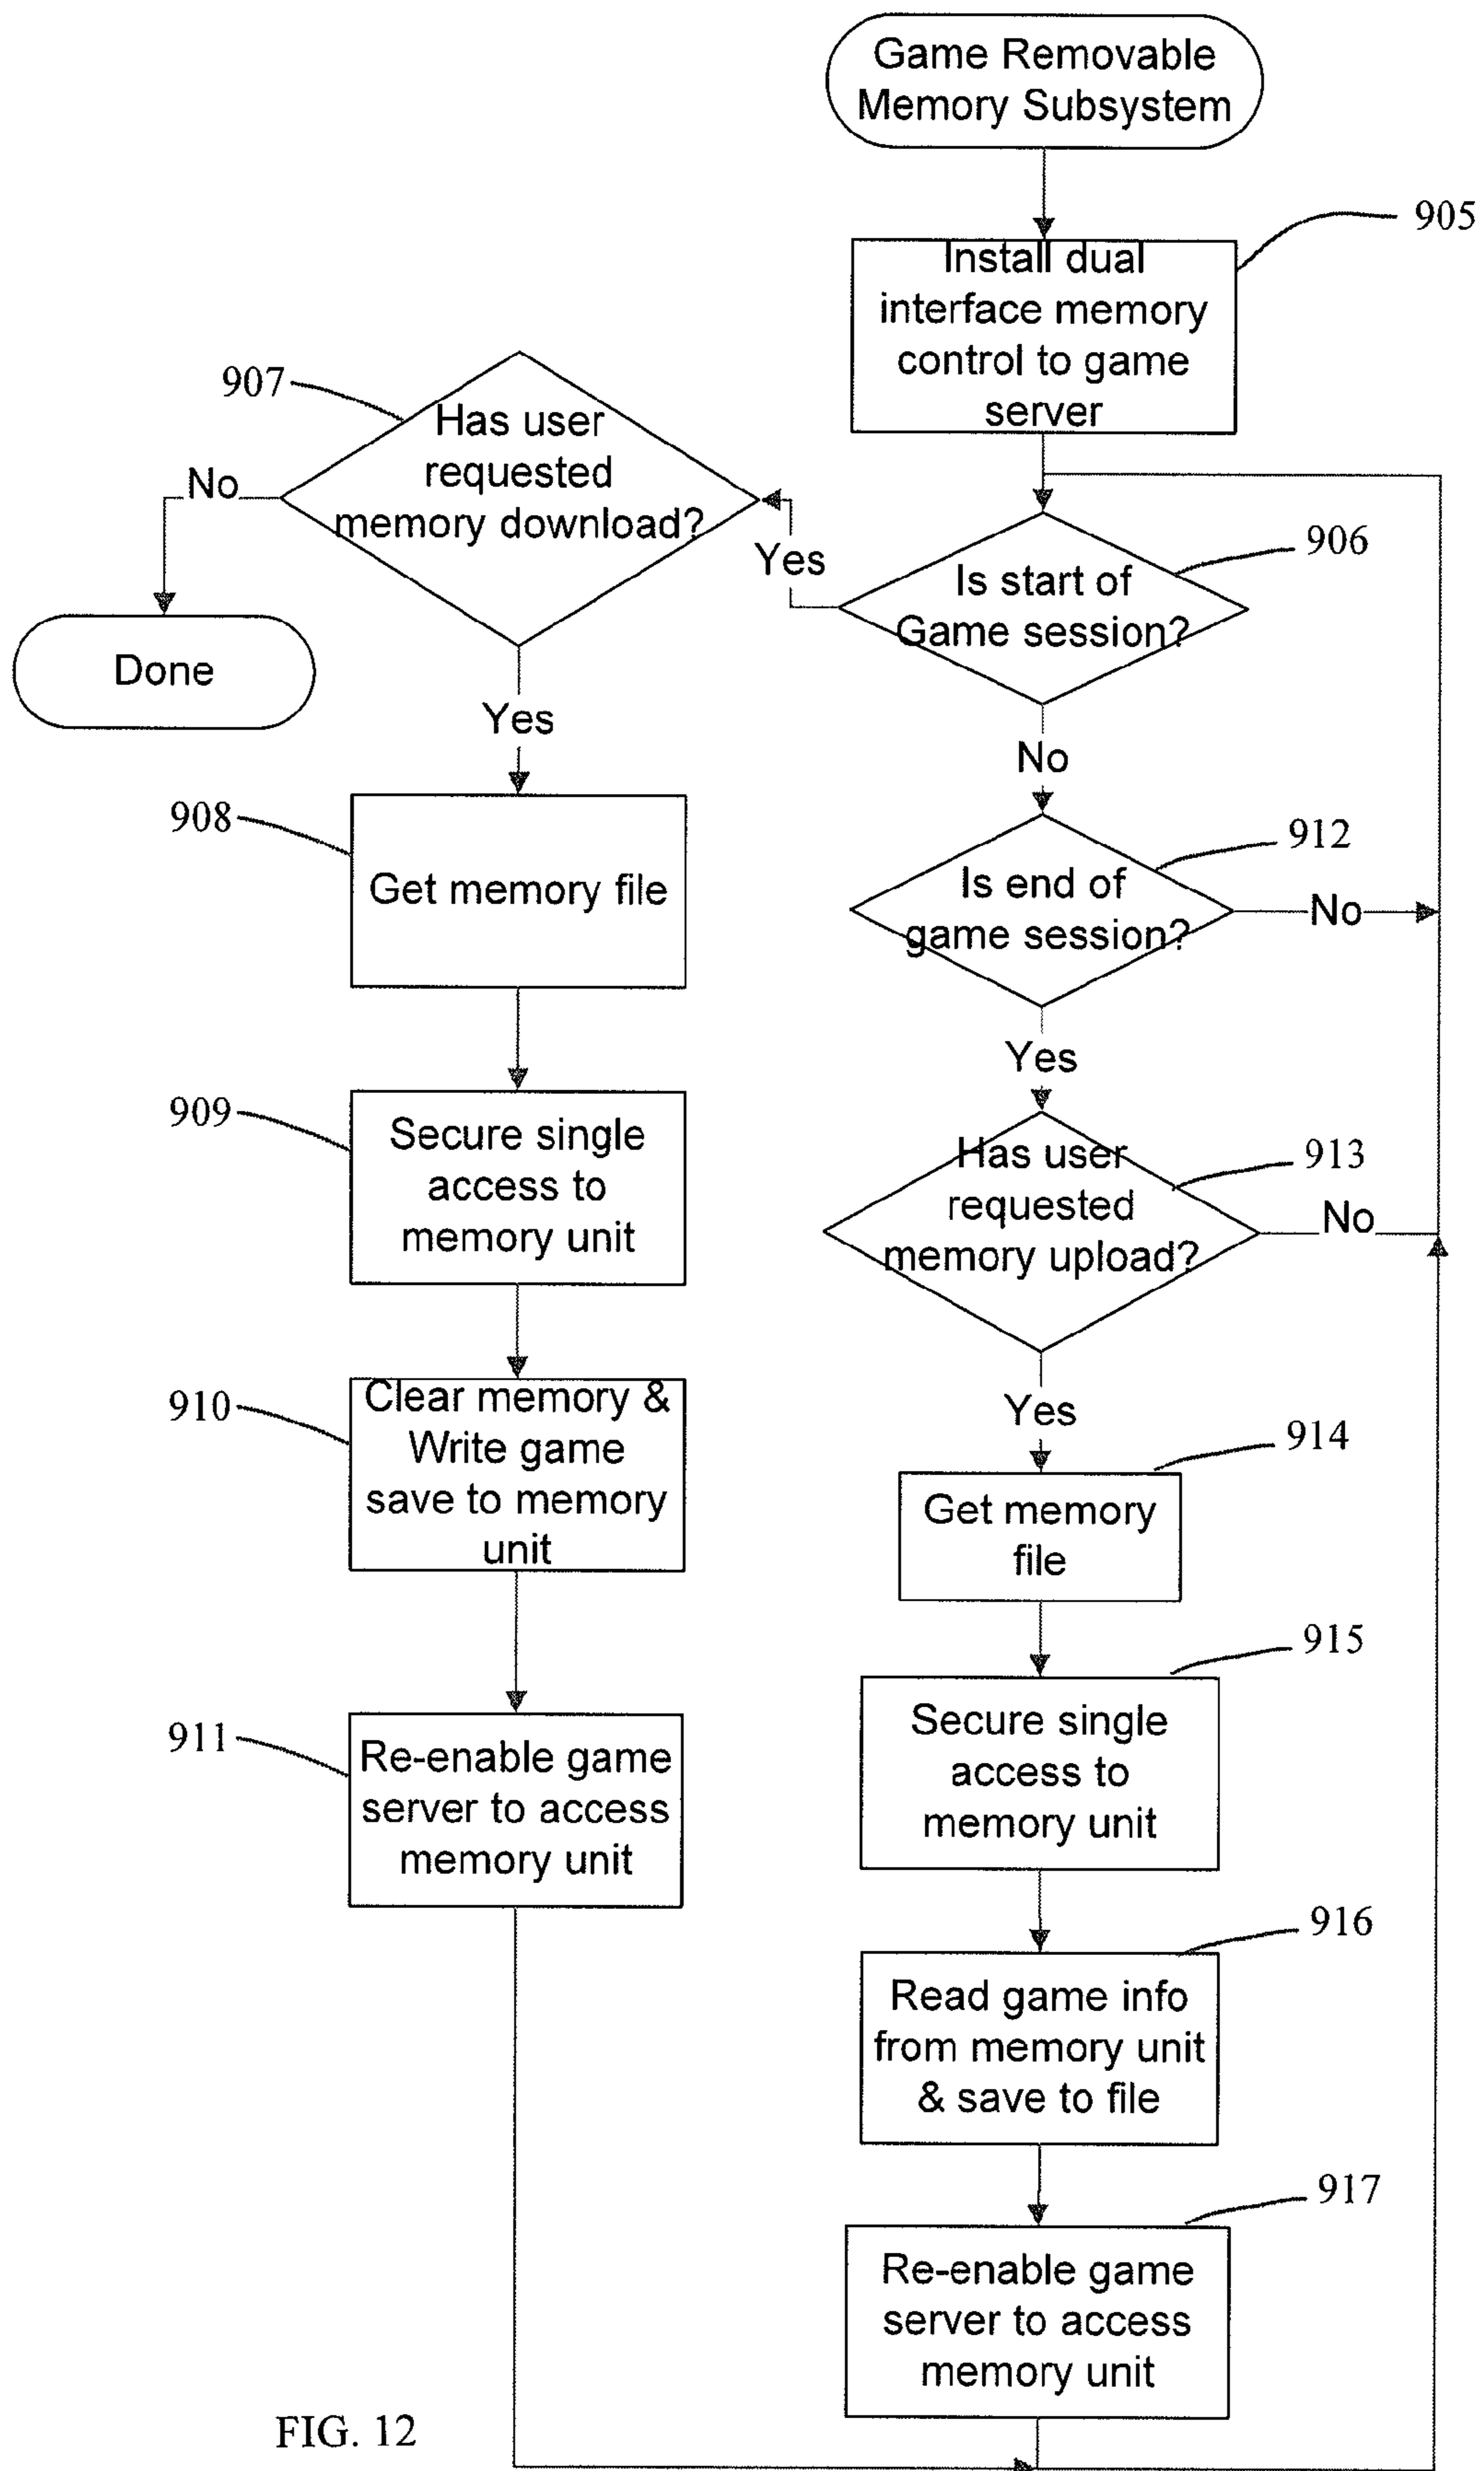 Game Removable
Memory Subsystem
905
Install dual
interface memory
control to game
server
907
Has user
requested
memory download?
No
Yes
906
Is start of
Game session?
Done
Yes
No
908
Get memory file
912
Is end of
game session?
No
Yes
909
Secure single
access to
memory unit
913
Has user
requested
memory upload?
No
Yes
910
Clear memory &
Write game
save to memory
unit
914
Get memory
file
911
Re-enable game
server to access
memory unit
915
Secure single
access to
memory unit
916
Read game info
from memory unit
& save to file
917
Re-enable game
server to access
memory unit
FIG. 12